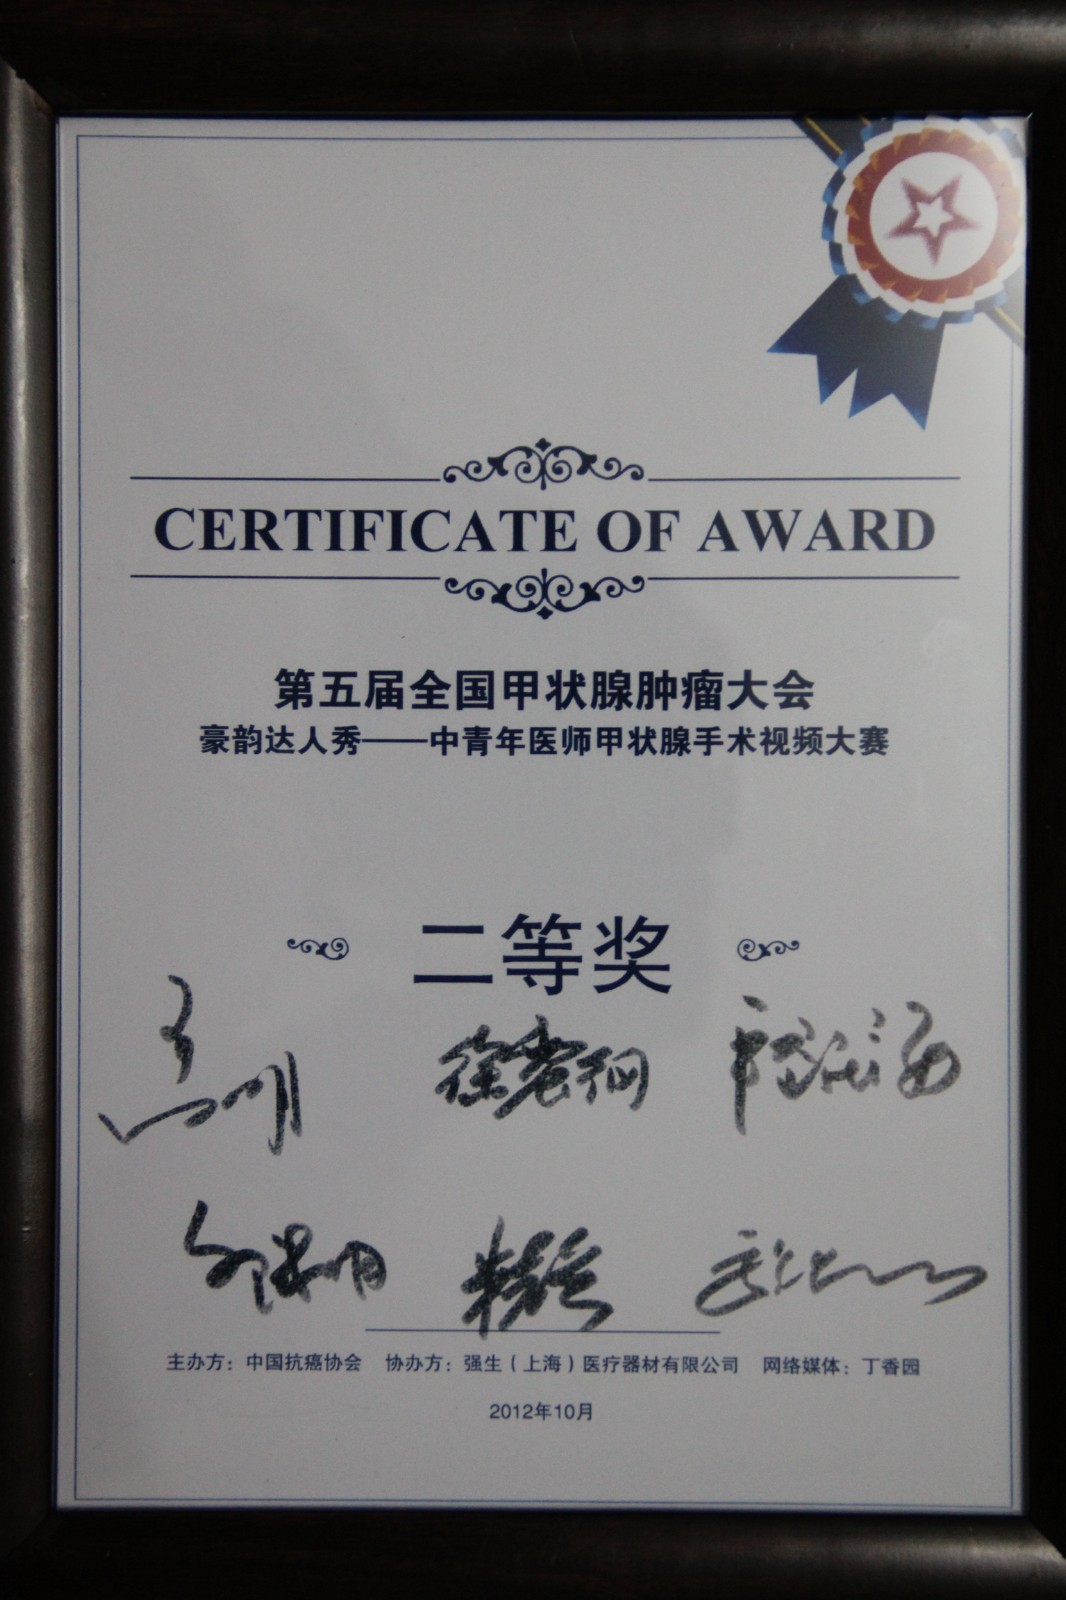 CERTIFICATE OF AWARD
第五届全国甲状腺肿瘤大会
豪韵达人秀——中青年医师甲状腺手术视频大赛
二等奖
主办方：中国抗癌协会 协办方：强生（上海）医疗器材有限公司 网络媒体：丁香园
2012年10月